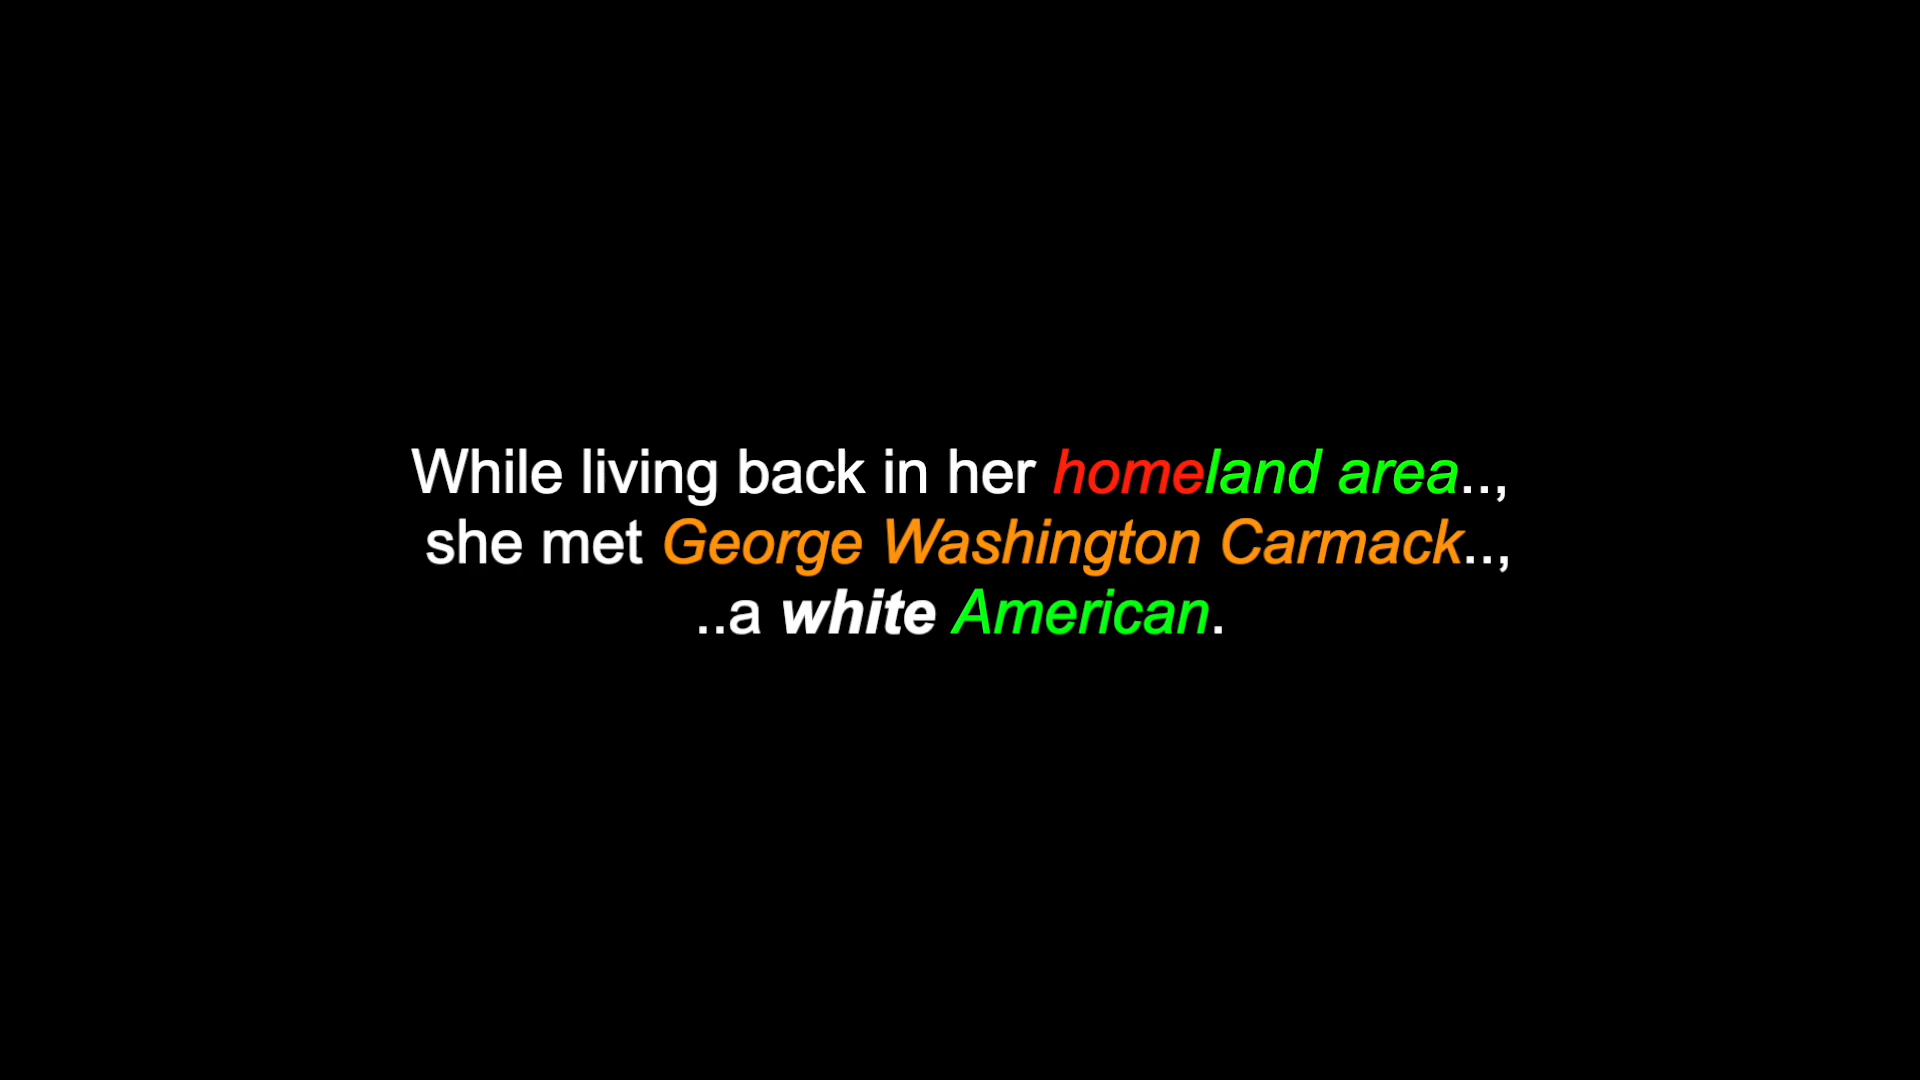 While living back in her homeland area..,
she met George Washington Carmack..,
..a white American.